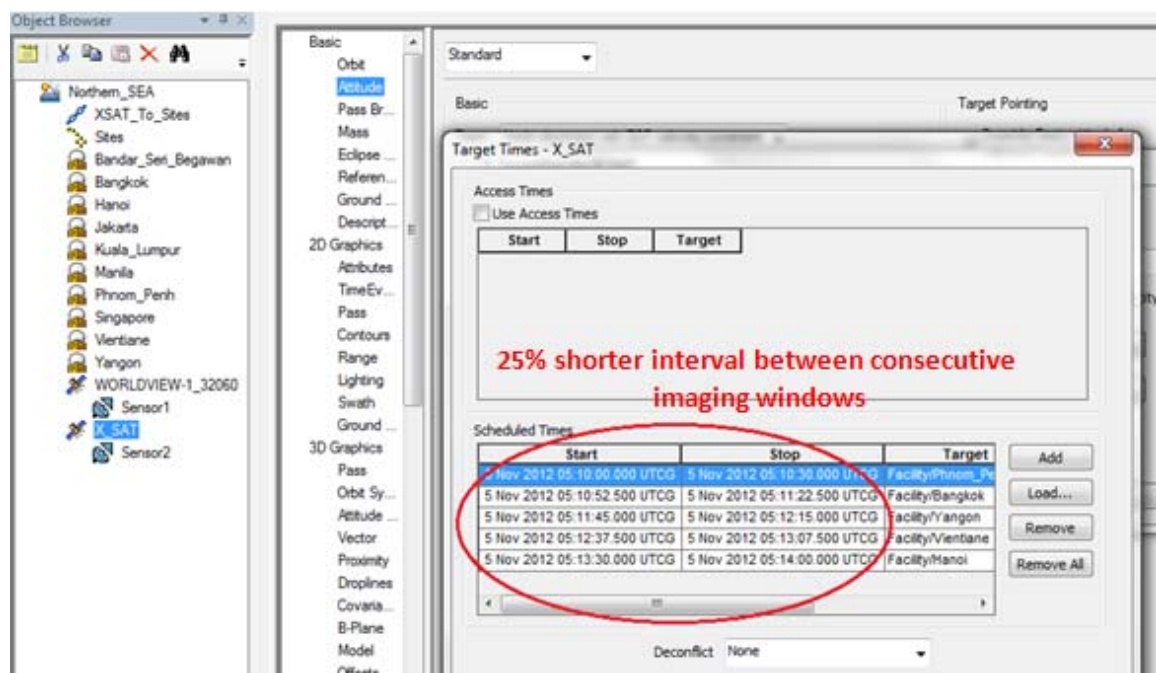 Object Browser
Northern_SEA
XSAT_To_Sites
Sites
Bandar_Seri_Begawan
Bangkok
Hanoi
Jakarta
Kuala_Lumpur
Manila
Phnom_Penh
Singapore
Vientiane
Yangon
WORLDVIEW-1_32060
Sensor1
X_SAT
Sensor2
Basic
Orbit
Attitude
Pass Br...
Mass
Eclipse ...
Referen...
Ground ...
Descript...
2D Graphics
Attributes
TimeEv...
Pass
Contours
Range
Lighting
Swath
Ground ...
3D Graphics
Pass
Orbit Sy...
Attitude ...
Vector
Proximity
Droplines
Covaria...
B-Plane
Model
Offsets
Standard
Basic
Target Pointing
Target Times - X_SAT
Access Times
Use Access Times
Start Stop Target
25% shorter interval between consecutive
imaging windows
Scheduled Times
Start Stop Target
5 Nov 2012 05:10:00.000 UTCG 5 Nov 2012 05:10:30.000 UTCG Facility/Phnom_Pe
5 Nov 2012 05:10:52.500 UTCG 5 Nov 2012 05:11:22.500 UTCG Facility/Bangkok
5 Nov 2012 05:11:45.000 UTCG 5 Nov 2012 05:12:15.000 UTCG Facility/Yangon
5 Nov 2012 05:12:37.500 UTCG 5 Nov 2012 05:13:07.500 UTCG Facility/Vientiane
5 Nov 2012 05:13:30.000 UTCG 5 Nov 2012 05:14:00.000 UTCG Facility/Hanoi
Add
Load...
Remove
Remove All
Deconflict None